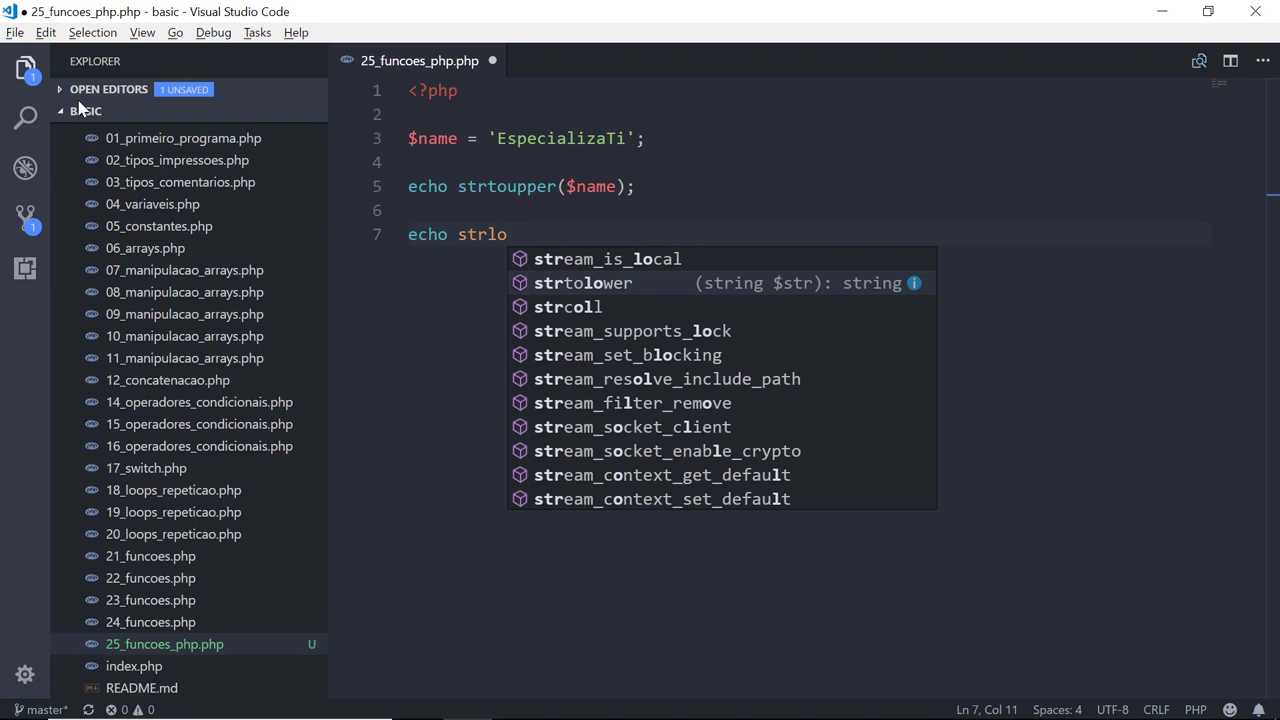 25_funcoes_php.php - basic - Visual Studio Code
File Edit Selection View Go Debug Tasks Help
EXPLORER
OPEN EDITORS 1 UNSAVED
BASIC
01_primeiro_programa.php
02_tipos_impressoes.php
03_tipos_comentarios.php
04_variaveis.php
05_constantes.php
06_arrays.php
07_manipulacao_arrays.php
08_manipulacao_arrays.php
09_manipulacao_arrays.php
10_manipulacao_arrays.php
11_manipulacao_arrays.php
12_concatenacao.php
14_operadores_condicionais.php
15_operadores_condicionais.php
16_operadores_condicionais.php
17_switch.php
18_loops_repeticao.php
19_loops_repeticao.php
20_loops_repeticao.php
21_funcoes.php
22_funcoes.php
23_funcoes.php
24_funcoes.php
25_funcoes_php.php U
index.php
README.md
1
1
25_funcoes_php.php
1 <?php
2
3 $name = 'EspecializaTi';
4
5 echo strtoupper($name);
6
7 echo strlo
stream_is_local
strtolower (string $str): string
strcoll
stream_supports_lock
stream_set_blocking
stream_resolve_include_path
stream_filter_remove
stream_socket_client
stream_socket_enable_crypto
stream_context_get_default
stream_context_set_default
master* 0 0 Ln 7, Col 11 Spaces: 4 UTF-8 CRLF PHP